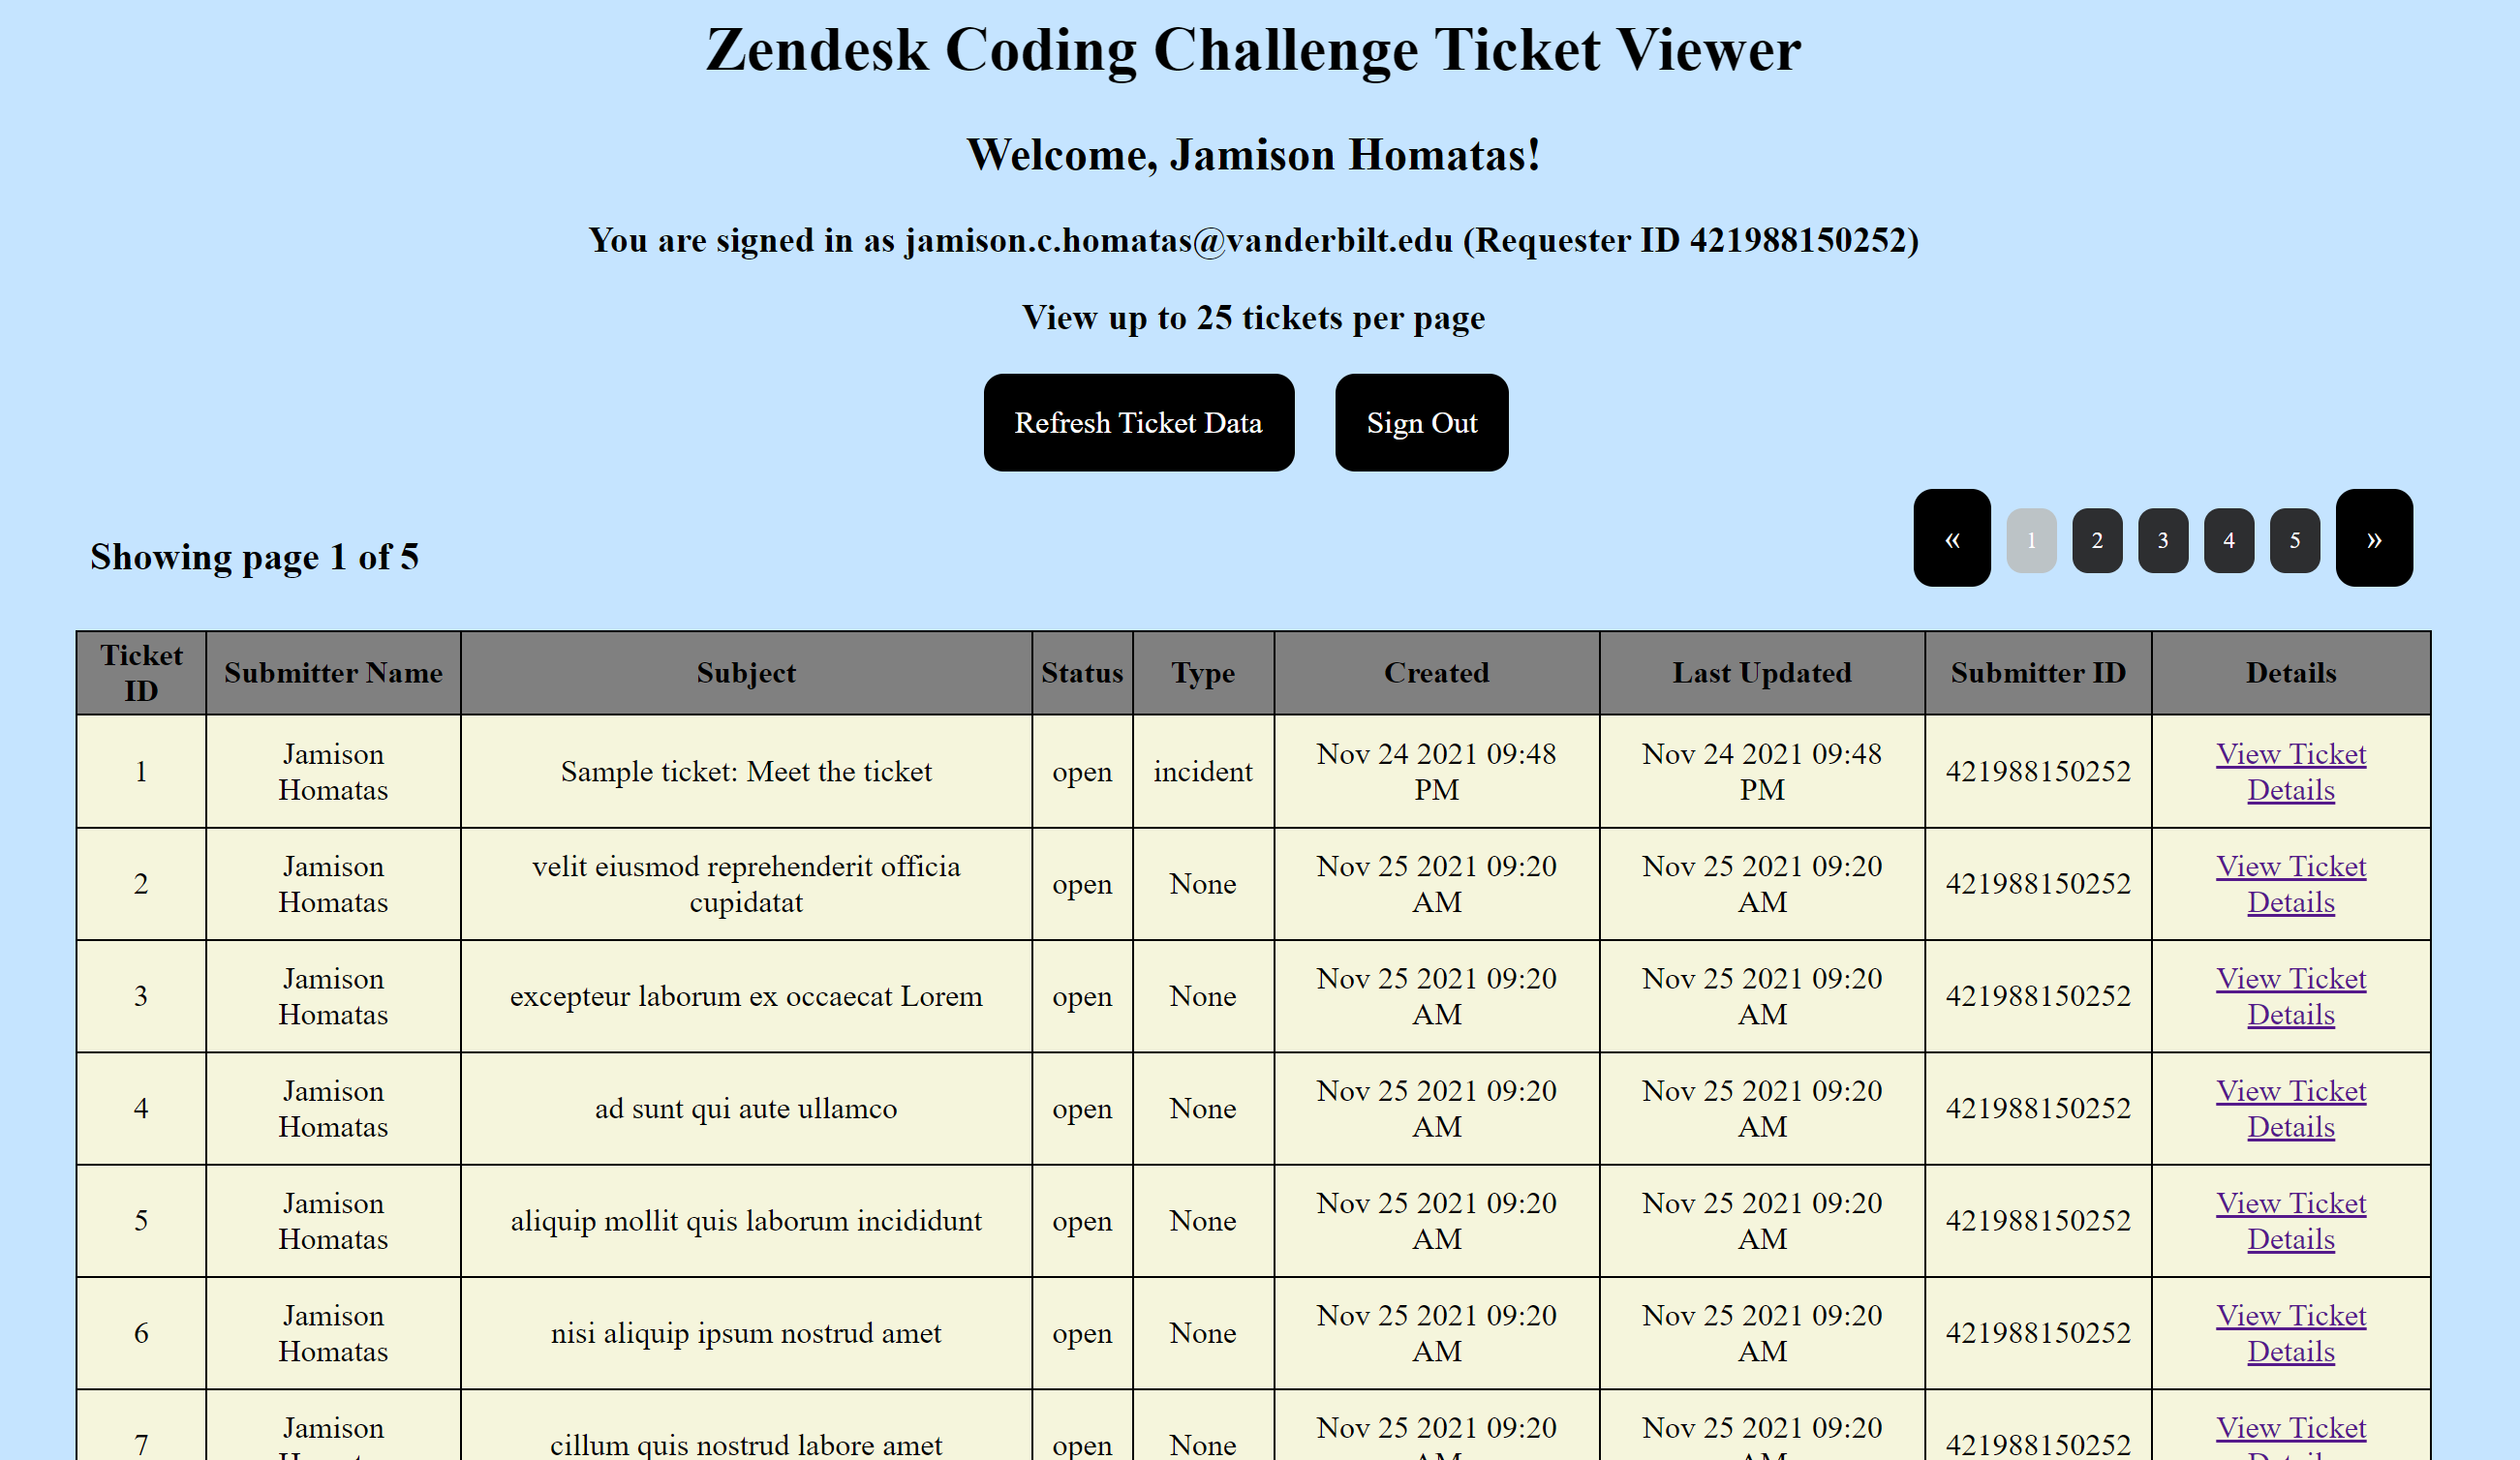 Zendesk Coding Challenge Ticket Viewer
Welcome, Jamison Homatas!
You are signed in as jamison.c.homatas@vanderbilt.edu (Requester ID 421988150252)
View up to 25 tickets per page
Refresh Ticket Data Sign Out
Showing page 1 of 5 « 1 2 3 4 5 »
Ticket ID Submitter Name Subject Status Type Created Last Updated Submitter ID Details
1 Jamison Homatas Sample ticket: Meet the ticket open incident Nov 24 2021 09:48 PM Nov 24 2021 09:48 PM 421988150252 View Ticket Details
2 Jamison Homatas velit eiusmod reprehenderit officia cupidatat open None Nov 25 2021 09:20 AM Nov 25 2021 09:20 AM 421988150252 View Ticket Details
3 Jamison Homatas excepteur laborum ex occaecat Lorem open None Nov 25 2021 09:20 AM Nov 25 2021 09:20 AM 421988150252 View Ticket Details
4 Jamison Homatas ad sunt qui aute ullamco open None Nov 25 2021 09:20 AM Nov 25 2021 09:20 AM 421988150252 View Ticket Details
5 Jamison Homatas aliquip mollit quis laborum incididunt open None Nov 25 2021 09:20 AM Nov 25 2021 09:20 AM 421988150252 View Ticket Details
6 Jamison Homatas nisi aliquip ipsum nostrud amet open None Nov 25 2021 09:20 AM Nov 25 2021 09:20 AM 421988150252 View Ticket Details
7 Jamison cillum quis nostrud labore amet open None Nov 25 2021 09:20 Nov 25 2021 09:20 421988150252 View Ticket